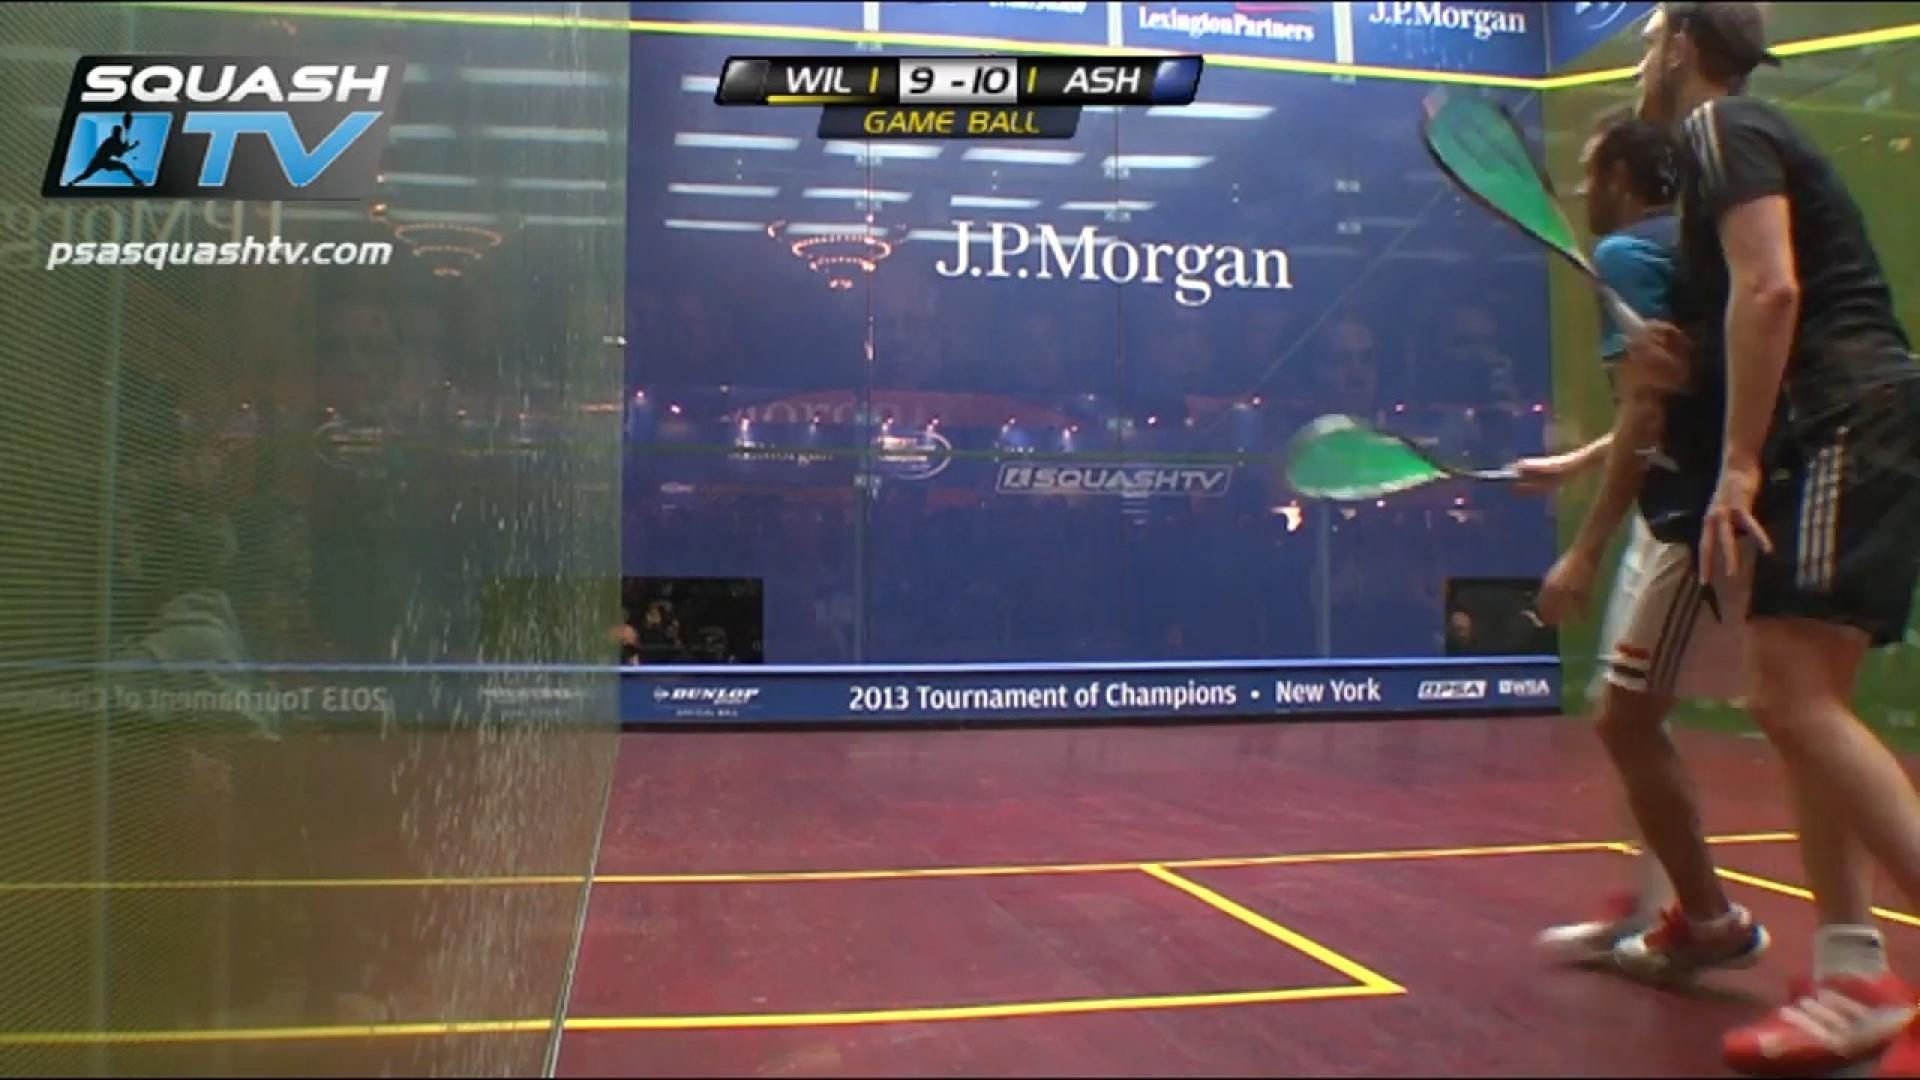 LexingtonPartners
J.P.Morgan
SQUASH
TV
psasquashtv.com
WIL 1 9 -10 1 ASH
GAME BALL
J.P.Morgan
SQUASHTV
DUNLOP
2013 Tournament of Champions • New York
PSA
WSA